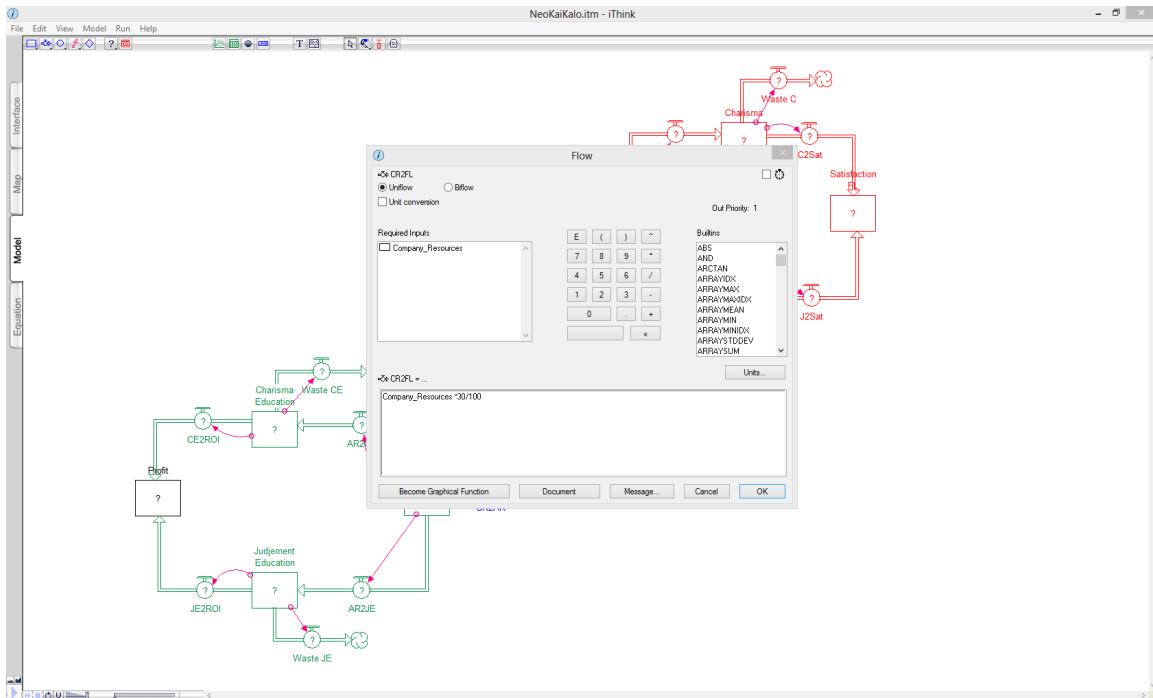 NeoKaiKalo.itm - iThink
File Edit View Model Run Help
Interface
Map
Model
Equation
Waste C
Charisma
?
?
?
?
C2Sat
Satisfaction
?
?
J2Sat
Flow
CR2FL
Uniflow
Biflow
Unit conversion
Out Priority: 1
Required Inputs
Company_Resources
E ( ) ^
7 8 9 *
4 5 6 /
1 2 3 -
0 . +
«
Builtins
ABS
AND
ARCTAN
ARRAYIDX
ARRAYMAX
ARRAYMAXIDX
ARRAYMEAN
ARRAYMIN
ARRAYMINIDX
ARRAYSTDDEV
ARRAYSUM
Units...
CR2FL = ...
Company_Resources *30/100
Become Graphical Function
Document
Message...
Cancel
OK
?
Charisma
Education
Waste CE
?
?
?
CE2ROI
Profit
?
Judjement
Education
?
?
?
JE2ROI
AR2JE
?
Waste JE